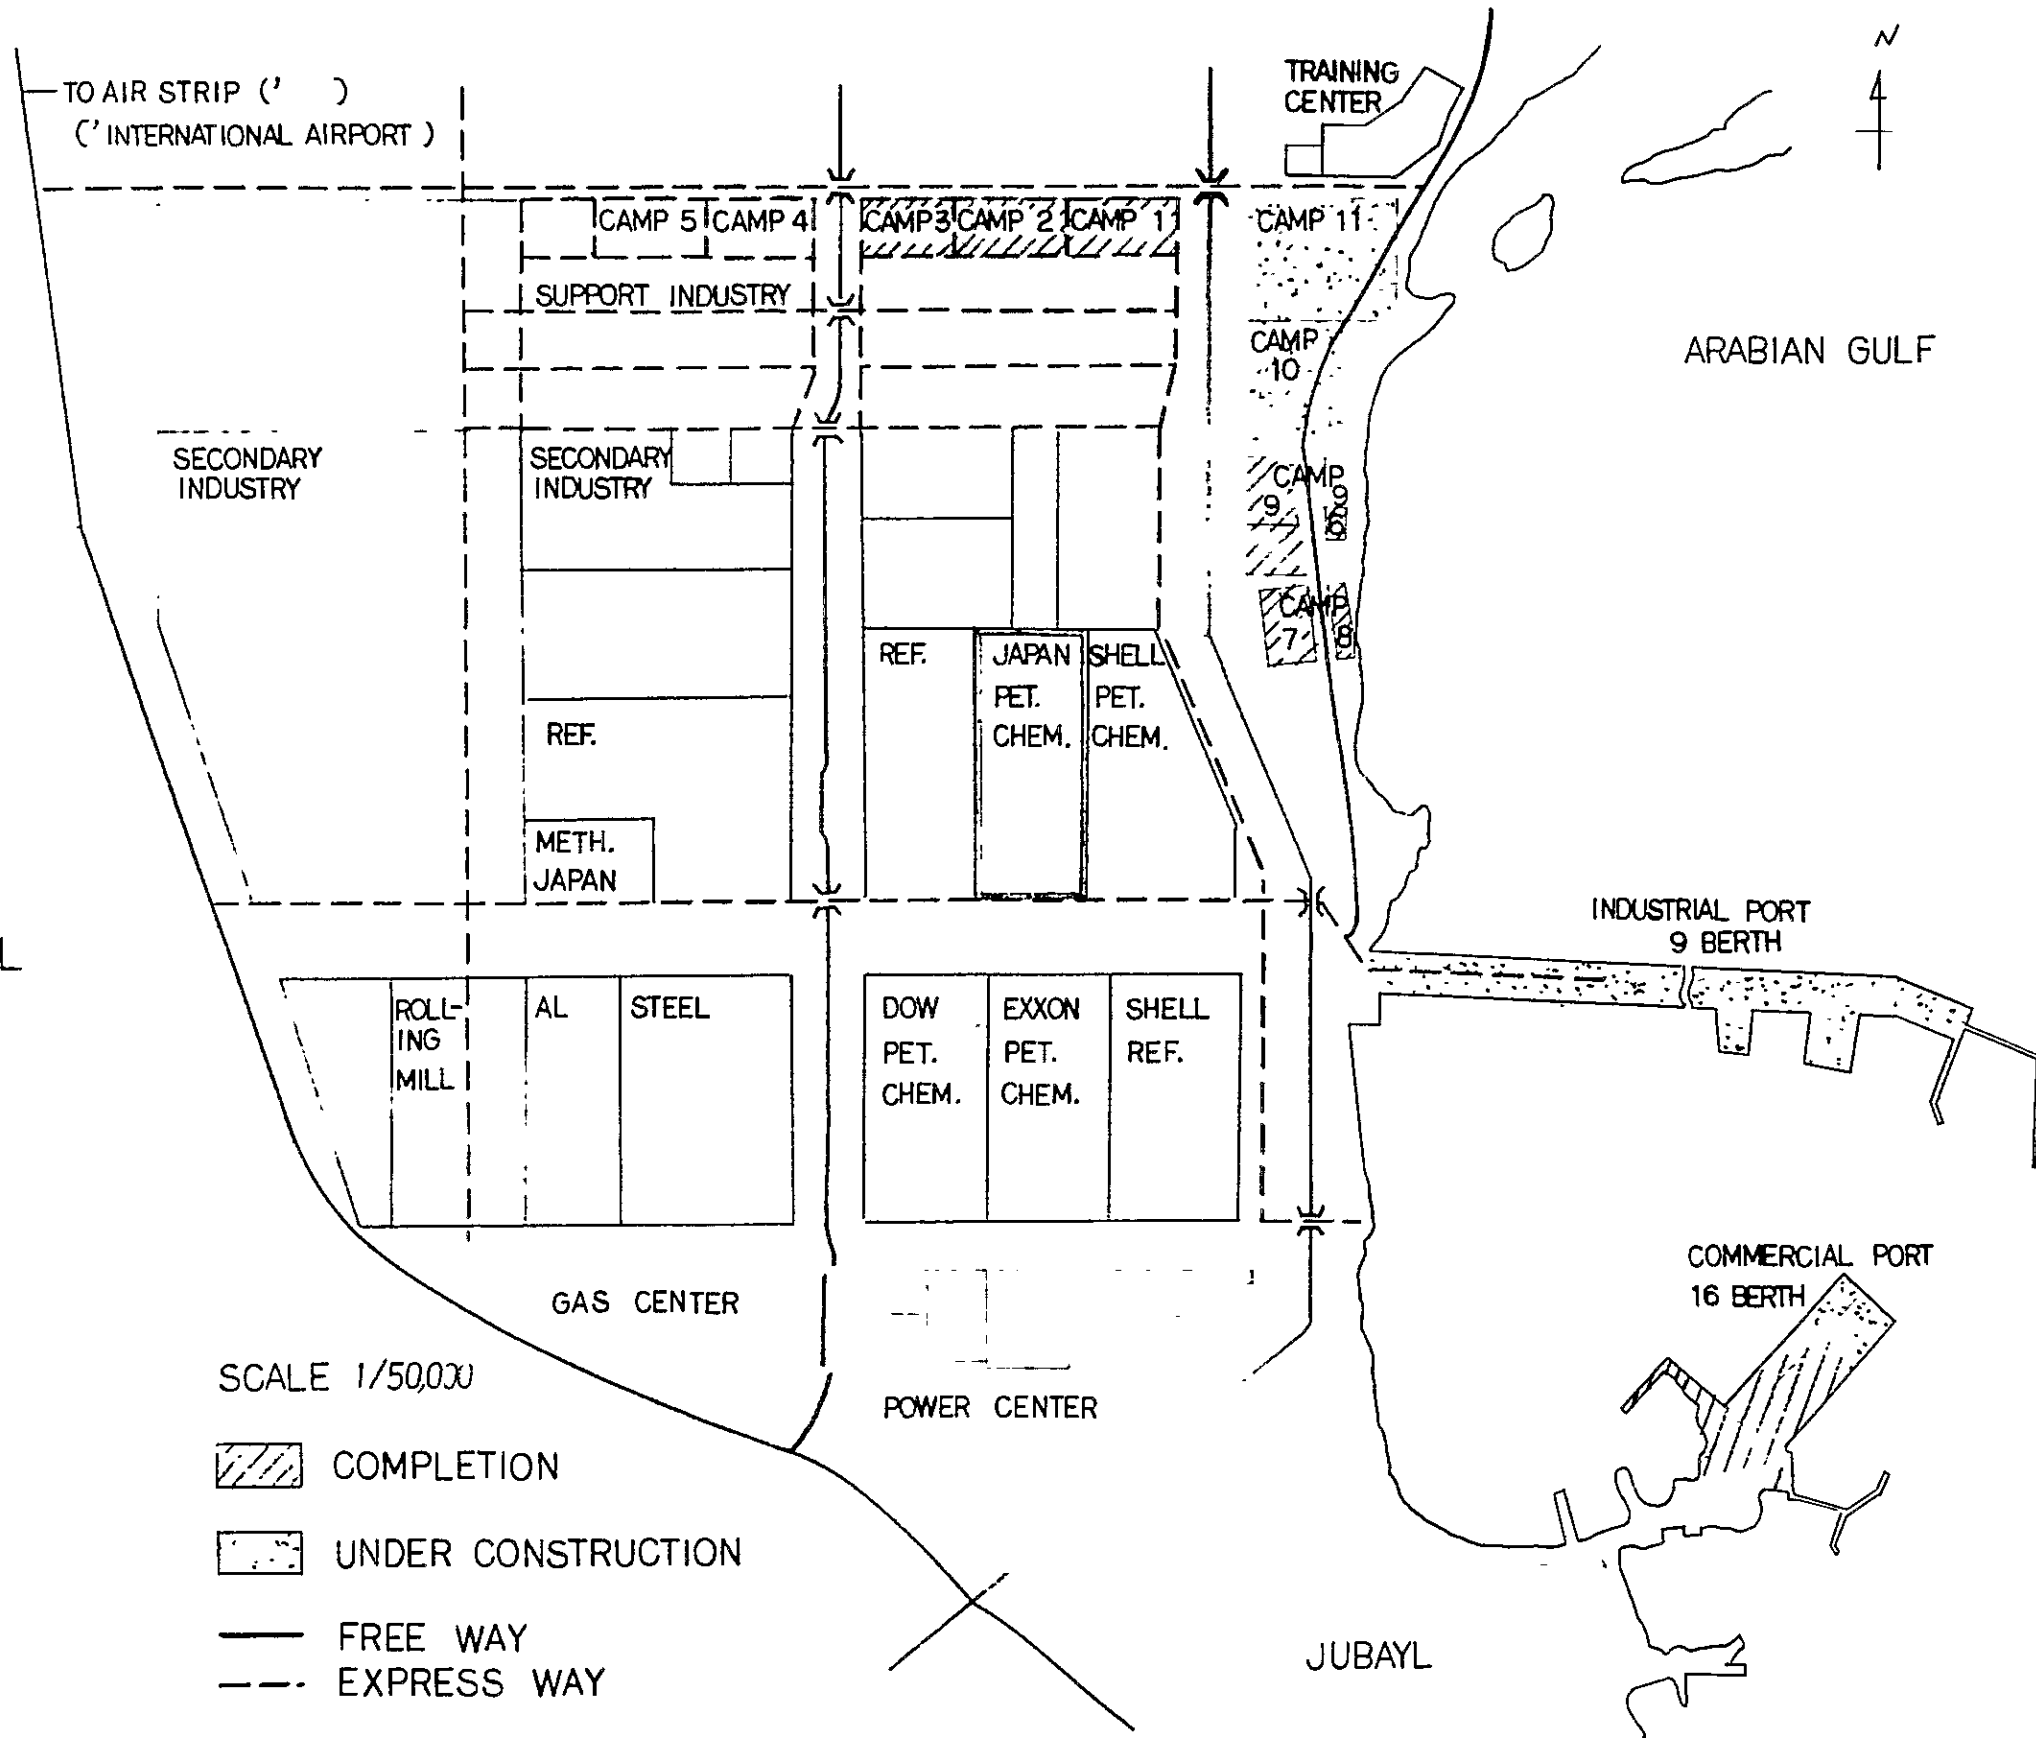 N
TRAINING
CENTER
TO AIR STRIP (' )
('INTERNATIONAL AIRPORT )
CAMP 5
CAMP 4
CAMP 3
CAMP 2
CAMP 1
CAMP 11
SUPPORT INDUSTRY
CAMP
10
ARABIAN GULF
SECONDARY
INDUSTRY
SECONDARY
INDUSTRY
CAMP
9
9
6
CAMP
7
8
REF.
JAPAN
PET.
CHEM.
SHELL
PET.
CHEM.
REF.
METH.
JAPAN
INDUSTRIAL PORT
9 BERTH
L
ROLL-
ING
MILL
AL
STEEL
DOW
PET.
CHEM.
EXXON
PET.
CHEM.
SHELL
REF.
COMMERCIAL PORT
16 BERTH
GAS CENTER
POWER CENTER
SCALE 1/50,000
COMPLETION
UNDER CONSTRUCTION
FREE WAY
EXPRESS WAY
JUBAYL